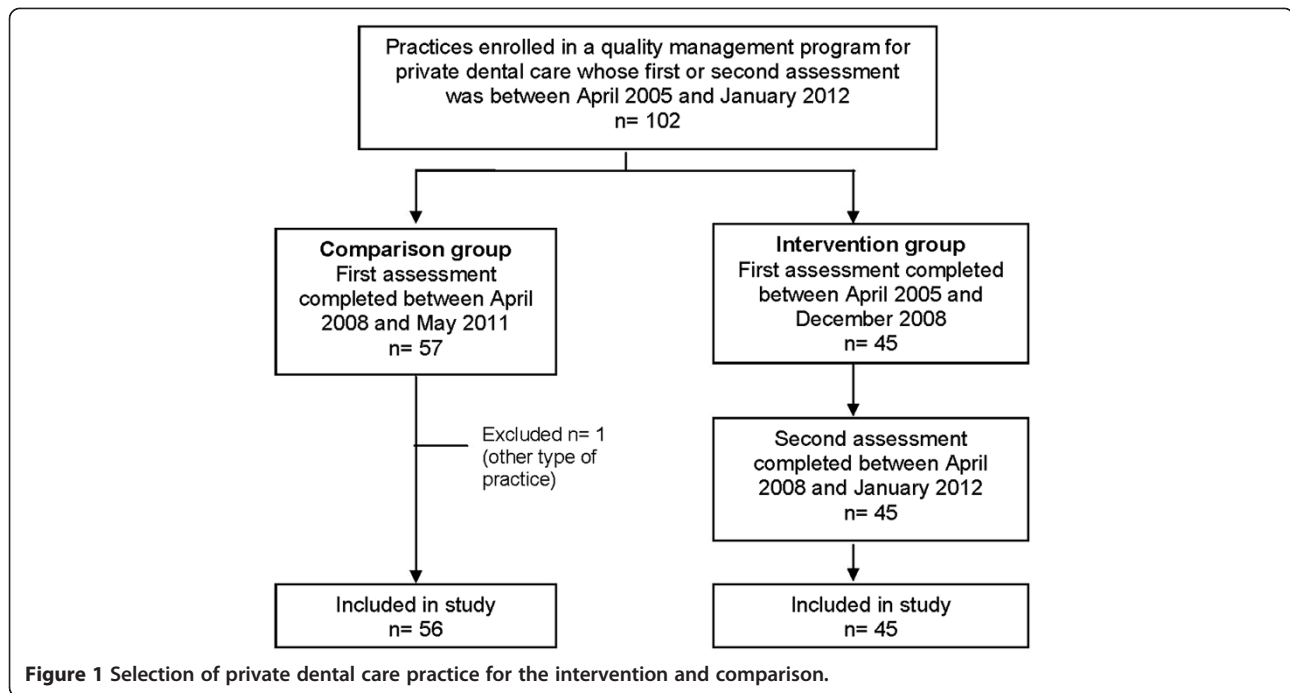 Practices enrolled in a quality management program for
private dental care whose first or second assessment
was between April 2005 and January 2012
n= 102
Comparison group
First assessment
completed between April
2008 and May 2011
n= 57
Intervention group
First assessment completed
between April 2005 and
December 2008
n= 45
Excluded n= 1
(other type of
practice)
Second assessment
completed between April
2008 and January 2012
n= 45
Included in study
n= 56
Included in study
n= 45
Figure 1 Selection of private dental care practice for the intervention and comparison.